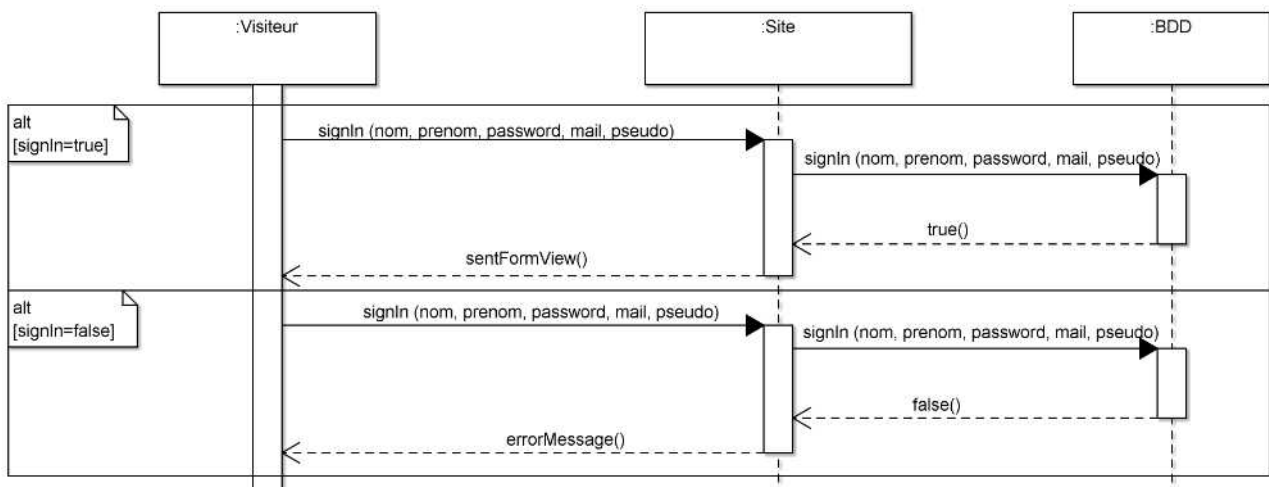 :Visiteur
:Site
:BDD
alt
[signIn=true]
signIn (nom, prenom, password, mail, pseudo)
signIn (nom, prenom, password, mail, pseudo)
true()
sentFormView()
alt
[signIn=false]
signIn (nom, prenom, password, mail, pseudo)
signIn (nom, prenom, password, mail, pseudo)
false()
errorMessage()